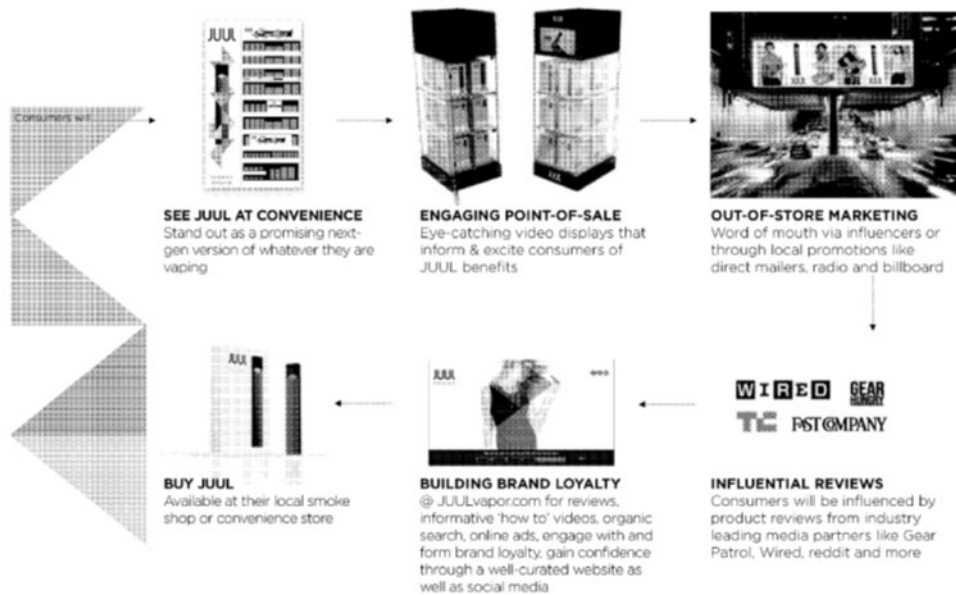 Consumers will
JUUL
JUUL
JUUL
JUUL
SEE JUUL AT CONVENIENCE
Stand out as a promising next-
gen version of whatever they are
vaping
ENGAGING POINT-OF-SALE
Eye-catching video displays that
inform & excite consumers of
JUUL benefits
OUT-OF-STORE MARKETING
Word of mouth via influencers or
through local promotions like
direct mailers, radio and billboard
WIRED
GEAR
HUNGRY
TC
FAST COMPANY
INFLUENTIAL REVIEWS
Consumers will be influenced by
product reviews from industry
leading media partners like Gear
Patrol, Wired, reddit and more
JUUL
BUILDING BRAND LOYALTY
@ JUULvapor.com for reviews,
informative 'how to' videos, organic
search, online ads, engage with and
form brand loyalty, gain confidence
through a well-curated website as
well as social media
JUUL
BUY JUUL
Available at their local smoke
shop or convenience store